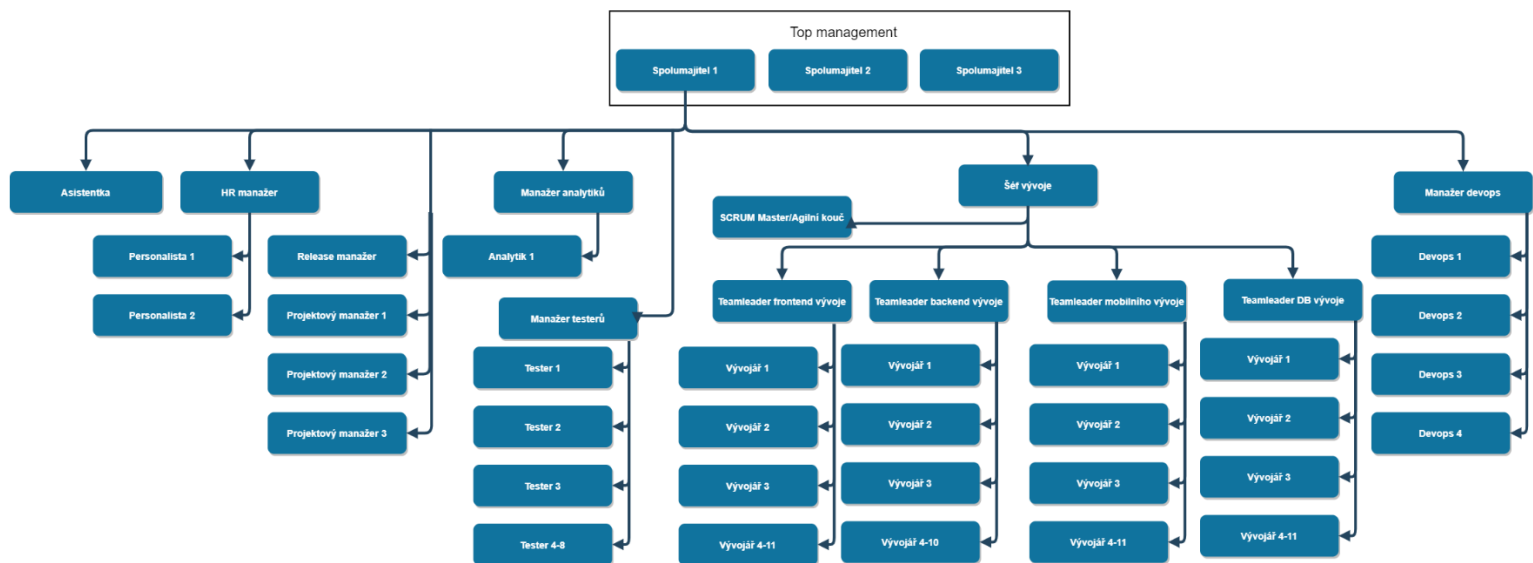 Top management
Spolumajitel 1
Spolumajitel 2
Spolumajitel 3
Asistentka
HR manažer
Manažer analytiků
Šéf vývoje
Manažer devops
SCRUM Master/Agilní kouč
Personalista 1
Release manažer
Analytik 1
Devops 1
Personalista 2
Projektový manažer 1
Manažer testerů
Teamleader frontend vývoje
Teamleader backend vývoje
Teamleader mobilního vývoje
Teamleader DB vývoje
Devops 2
Projektový manažer 2
Tester 1
Vývojář 1
Vývojář 1
Vývojář 1
Vývojář 1
Devops 3
Projektový manažer 3
Tester 2
Vývojář 2
Vývojář 2
Vývojář 2
Vývojář 2
Devops 4
Tester 3
Vývojář 3
Vývojář 3
Vývojář 3
Vývojář 3
Tester 4-8
Vývojář 4-11
Vývojář 4-10
Vývojář 4-11
Vývojář 4-11